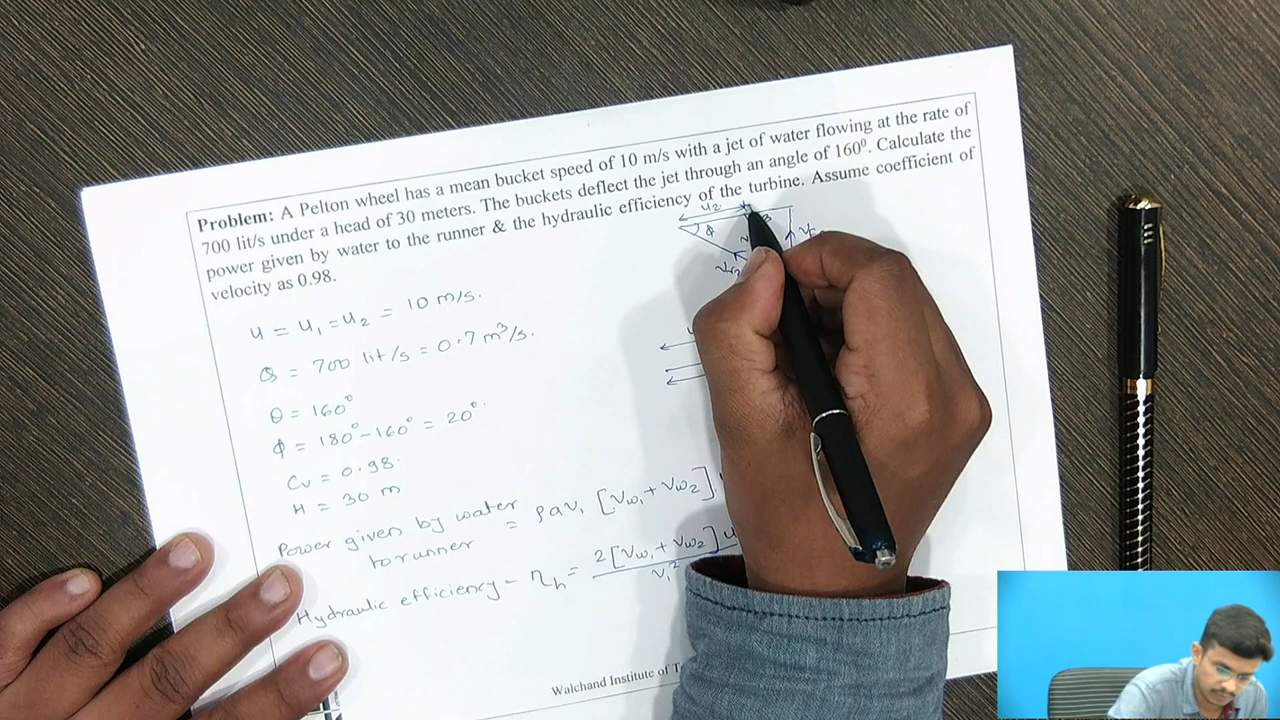 Problem: A Pelton wheel has a mean bucket speed of 10 m/s with a jet of water flowing at the rate of
700 lit/s under a head of 30 meters. The buckets deflect the jet through an angle of 160⁰. Calculate the
power given by water to the runner & the hydraulic efficiency of the turbine. Assume coefficient of
velocity as 0.98.
u₂
ϕ
u = u₁ = u₂ = 10 m/s.
Q = 700 lit/s = 0.7 m³/s.
θ = 160°
ϕ = 180° - 160° = 20°.
Cv = 0.98.
H = 30 m
Power given by water
to runner = ρav₁ [Vw₁ + Vw₂].
Hydraulic efficiency - ηh = 2[Vw₁ + Vw₂] u / v₁²
Walchand Institute of